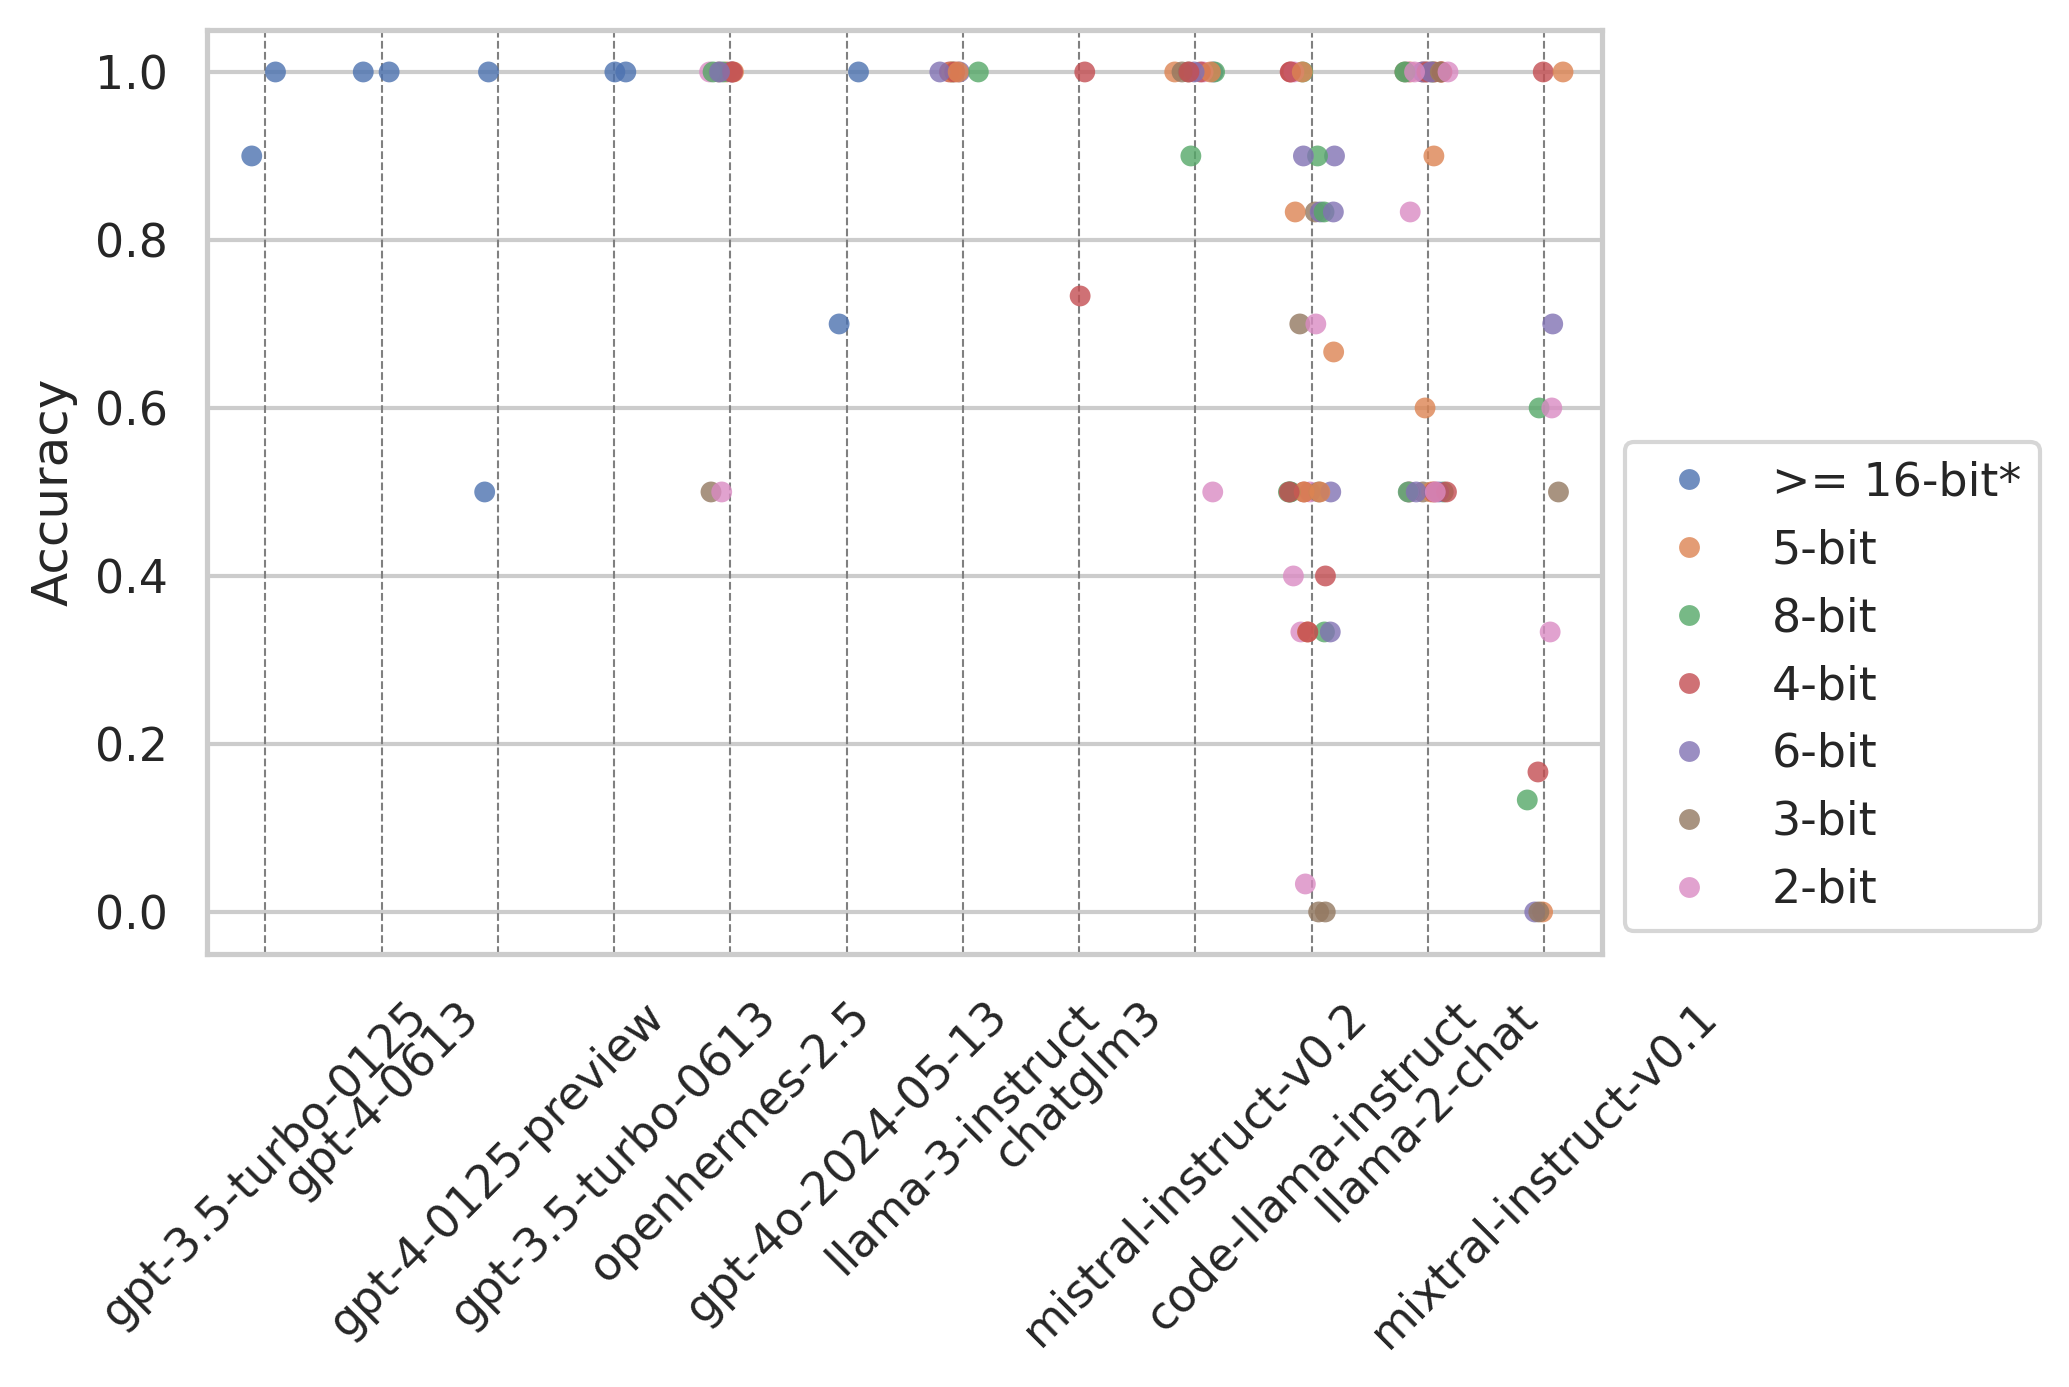 1.0
0.8
0.6
0.4
0.2
0.0
Accuracy
>= 16-bit*
5-bit
8-bit
4-bit
6-bit
3-bit
2-bit
gpt-3.5-turbo-0125
gpt-4-0613
gpt-4-0125-preview
gpt-3.5-turbo-0613
openhermes-2.5
gpt-4o-2024-05-13
llama-3-instruct
chatglm3
mistral-instruct-v0.2
code-llama-instruct
llama-2-chat
mixtral-instruct-v0.1